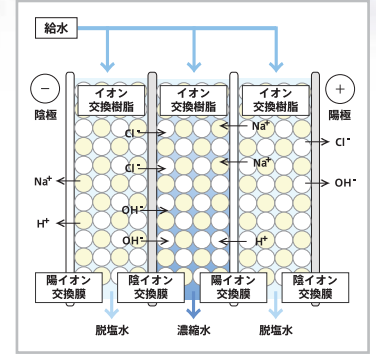 給水
イオン
交換樹脂
イオン
交換樹脂
イオン
交換樹脂
−
陰極
+
陽極
Cl-
Na+
Cl-
Cl-
Na+
Na+
OH-
OH-
H+
OH-
H+
陽イオン
交換膜
陰イオン
交換膜
陽イオン
交換膜
陰イオン
交換膜
脱塩水
濃縮水
脱塩水